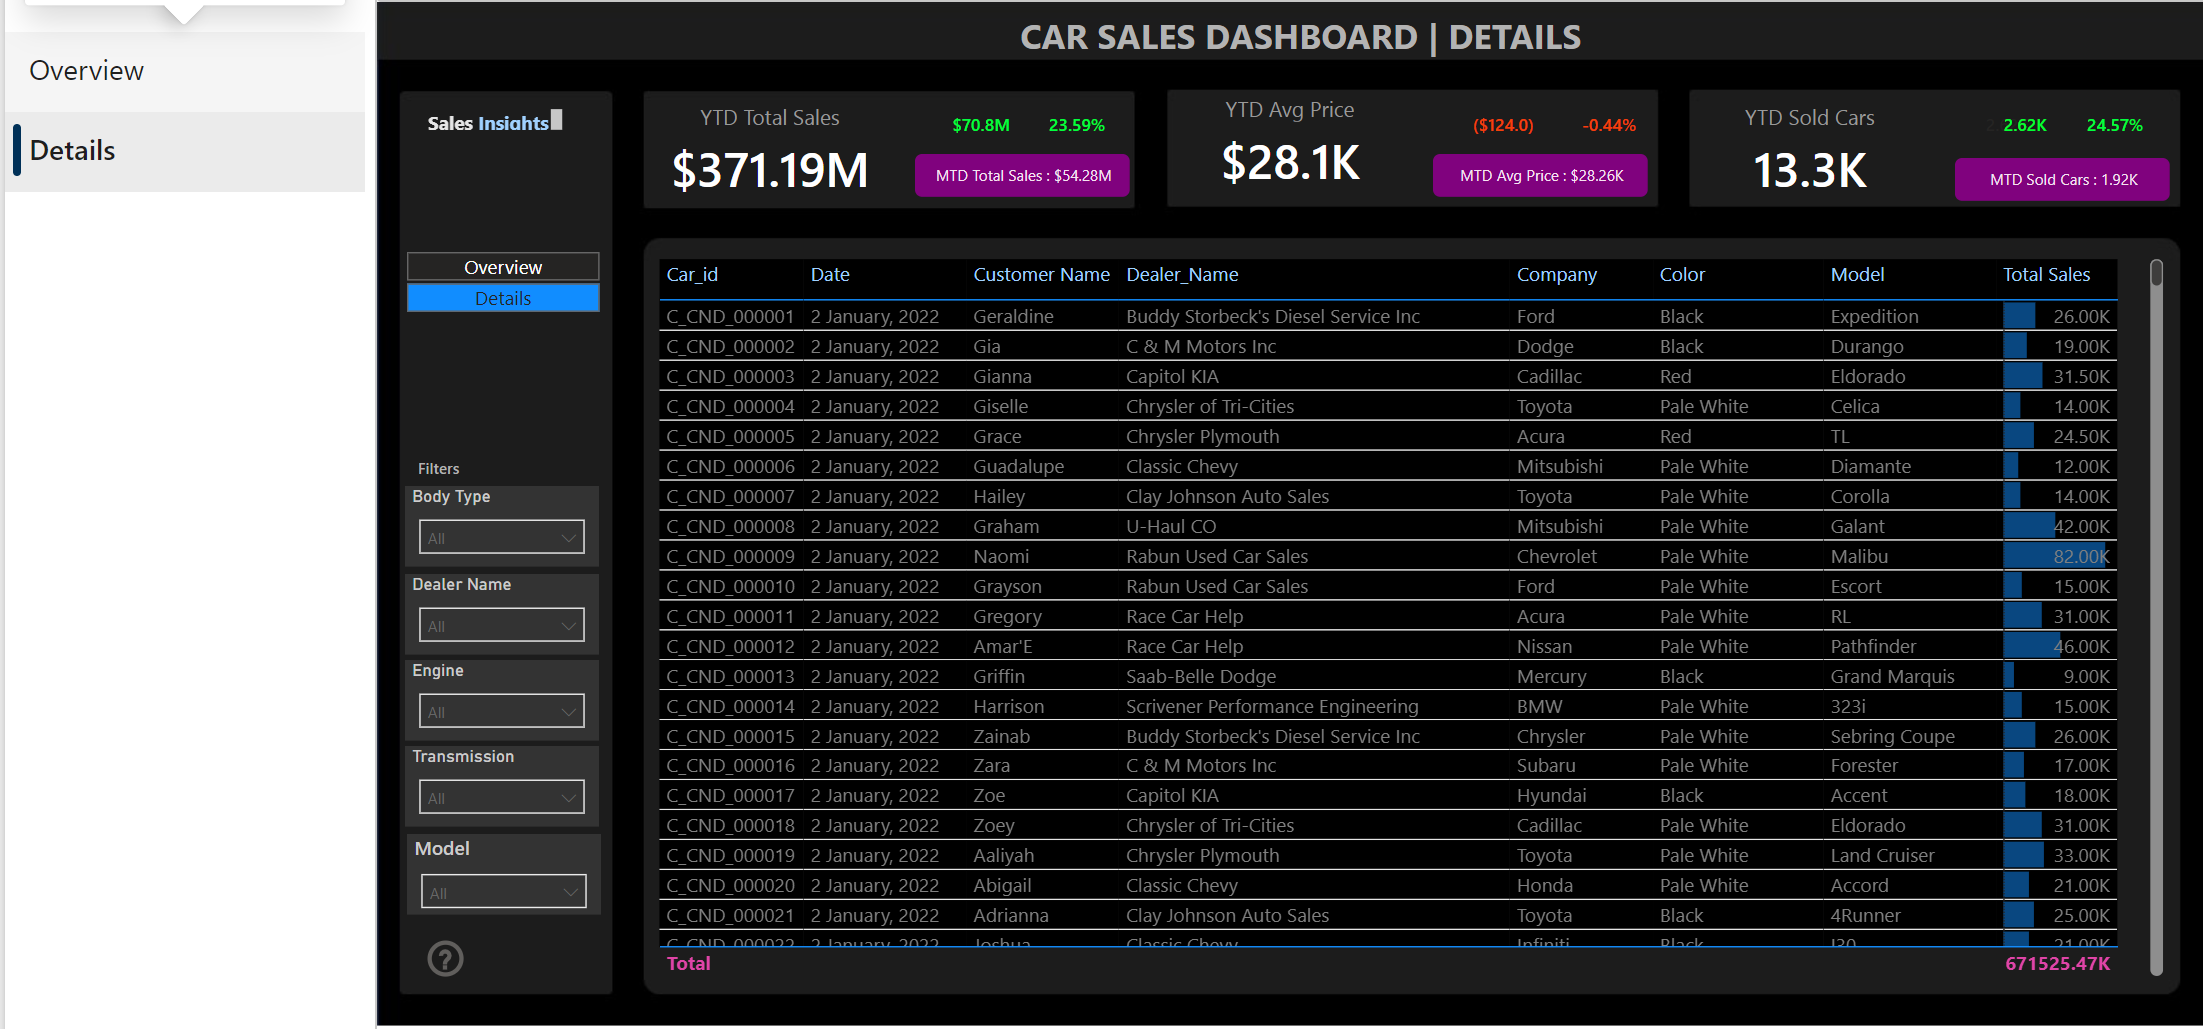 Overview
Details
CAR SALES DASHBOARD | DETAILS
Sales Insights
Overview
Details
Filters
Body Type
All
Dealer Name
All
Engine
All
Transmission
All
Model
All
?
YTD Total Sales
$70.8M 23.59%
$371.19M
MTD Total Sales : $54.28M
YTD Avg Price
($124.0) -0.44%
$28.1K
MTD Avg Price : $28.26K
YTD Sold Cars
2.62K 24.57%
13.3K
MTD Sold Cars : 1.92K
Car_id Date Customer Name Dealer_Name Company Color Model Total Sales
C_CND_000001 2 January, 2022 Geraldine Buddy Storbeck's Diesel Service Inc Ford Black Expedition 26.00K
C_CND_000002 2 January, 2022 Gia C & M Motors Inc Dodge Black Durango 19.00K
C_CND_000003 2 January, 2022 Gianna Capitol KIA Cadillac Red Eldorado 31.50K
C_CND_000004 2 January, 2022 Giselle Chrysler of Tri-Cities Toyota Pale White Celica 14.00K
C_CND_000005 2 January, 2022 Grace Chrysler Plymouth Acura Red TL 24.50K
C_CND_000006 2 January, 2022 Guadalupe Classic Chevy Mitsubishi Pale White Diamante 12.00K
C_CND_000007 2 January, 2022 Hailey Clay Johnson Auto Sales Toyota Pale White Corolla 14.00K
C_CND_000008 2 January, 2022 Graham U-Haul CO Mitsubishi Pale White Galant 42.00K
C_CND_000009 2 January, 2022 Naomi Rabun Used Car Sales Chevrolet Pale White Malibu 82.00K
C_CND_000010 2 January, 2022 Grayson Rabun Used Car Sales Ford Pale White Escort 15.00K
C_CND_000011 2 January, 2022 Gregory Race Car Help Acura Pale White RL 31.00K
C_CND_000012 2 January, 2022 Amar'E Race Car Help Nissan Pale White Pathfinder 46.00K
C_CND_000013 2 January, 2022 Griffin Saab-Belle Dodge Mercury Black Grand Marquis 9.00K
C_CND_000014 2 January, 2022 Harrison Scrivener Performance Engineering BMW Pale White 323i 15.00K
C_CND_000015 2 January, 2022 Zainab Buddy Storbeck's Diesel Service Inc Chrysler Pale White Sebring Coupe 26.00K
C_CND_000016 2 January, 2022 Zara C & M Motors Inc Subaru Pale White Forester 17.00K
C_CND_000017 2 January, 2022 Zoe Capitol KIA Hyundai Black Accent 18.00K
C_CND_000018 2 January, 2022 Zoey Chrysler of Tri-Cities Cadillac Pale White Eldorado 31.00K
C_CND_000019 2 January, 2022 Aaliyah Chrysler Plymouth Toyota Pale White Land Cruiser 33.00K
C_CND_000020 2 January, 2022 Abigail Classic Chevy Honda Pale White Accord 21.00K
C_CND_000021 2 January, 2022 Adrianna Clay Johnson Auto Sales Toyota Black 4Runner 25.00K
C_CND_000022 2 January, 2022 Joshua Classic Chevy Infiniti Black I30 21.00K
Total 671525.47K